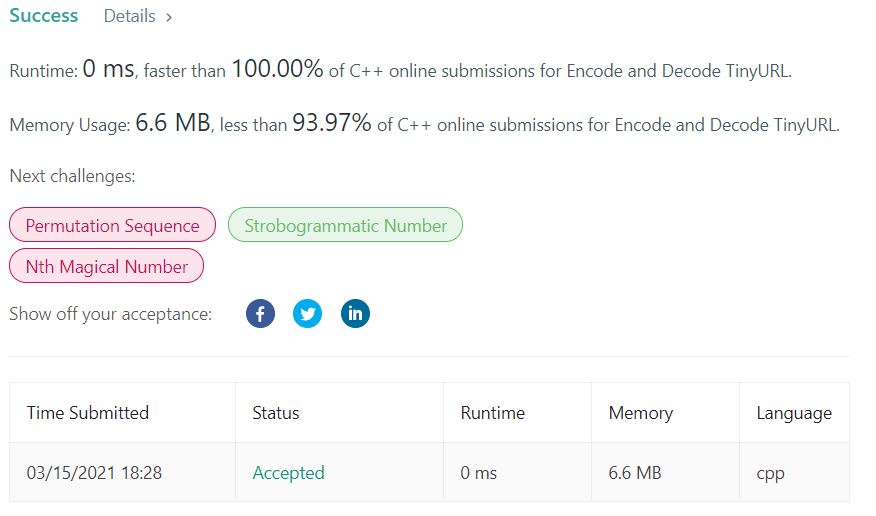 Success Details >
Runtime: 0 ms, faster than 100.00% of C++ online submissions for Encode and Decode TinyURL.
Memory Usage: 6.6 MB, less than 93.97% of C++ online submissions for Encode and Decode TinyURL.
Next challenges:
Permutation Sequence Strobogrammatic Number
Nth Magical Number
Show off your acceptance: f in
Time Submitted Status Runtime Memory Language
03/15/2021 18:28 Accepted 0 ms 6.6 MB cpp